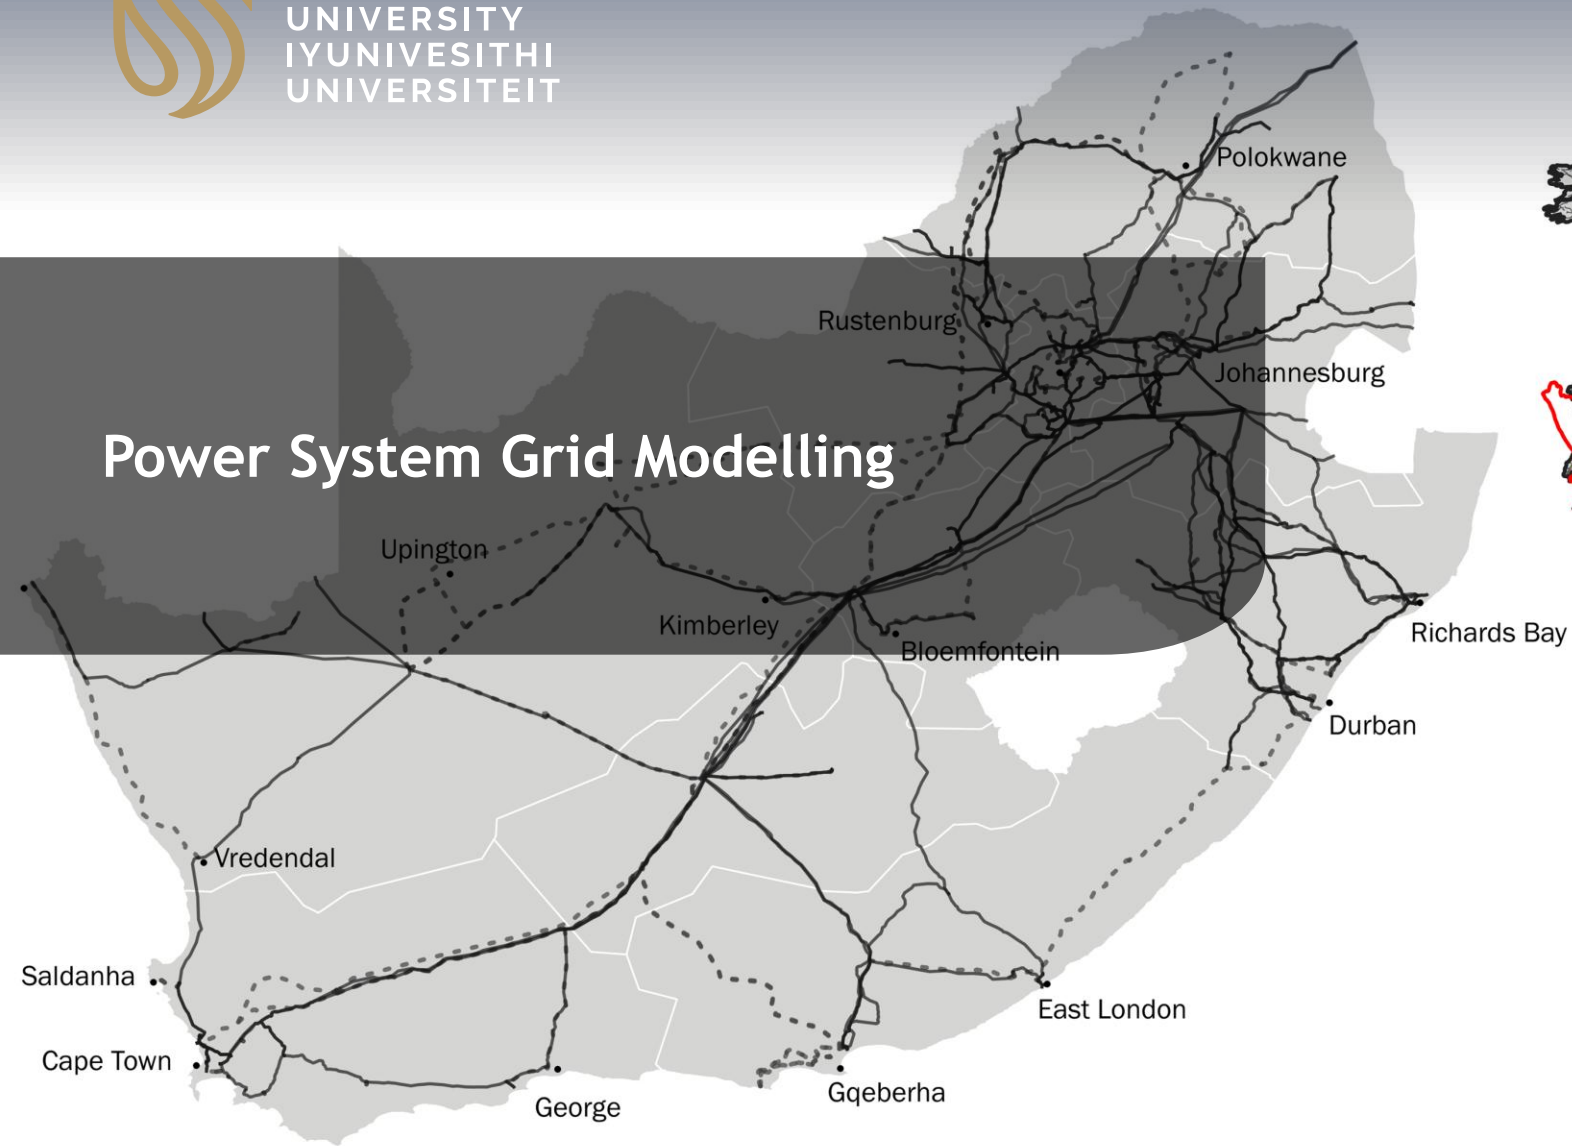 UNIVERSITY
IYUNIVESITHI
UNIVERSITEIT
Polokwane
Rustenburg
Johannesburg
Power System Grid Modelling
Upington
Kimberley
Bloemfontein
Richards Bay
Durban
Vredendal
Saldanha
East London
Cape Town
Gqeberha
George